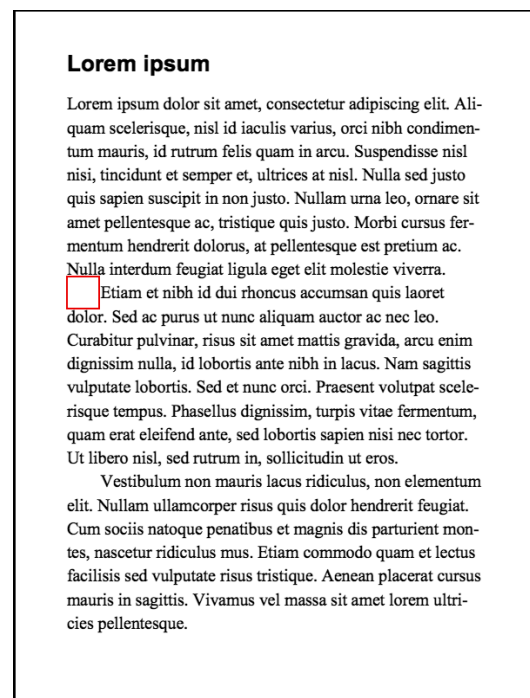 Lorem ipsum
Lorem ipsum dolor sit amet, consectetur adipiscing elit. Ali-
quam scelerisque, nisl id iaculis varius, orci nibh condimen-
tum mauris, id rutrum felis quam in arcu. Suspendisse nisl
nisi, tincidunt et semper et, ultrices at nisl. Nulla sed justo
quis sapien suscipit in non justo. Nullam urna leo, ornare sit
amet pellentesque ac, tristique quis justo. Morbi cursus fer-
mentum hendrerit dolorus, at pellentesque est pretium ac.
Nulla interdum feugiat ligula eget elit molestie viverra.
Etiam et nibh id dui rhoncus accumsan quis laoret
dolor. Sed ac purus ut nunc aliquam auctor ac nec leo.
Curabitur pulvinar, risus sit amet mattis gravida, arcu enim
dignissim nulla, id lobortis ante nibh in lacus. Nam sagittis
vulputate lobortis. Sed et nunc orci. Praesent volutpat scele-
risque tempus. Phasellus dignissim, turpis vitae fermentum,
quam erat eleifend ante, sed lobortis sapien nisi nec tortor.
Ut libero nisl, sed rutrum in, sollicitudin ut eros.
Vestibulum non mauris lacus ridiculus, non elementum
elit. Nullam ullamcorper risus quis dolor hendrerit feugiat.
Cum sociis natoque penatibus et magnis dis parturient mon-
tes, nascetur ridiculus mus. Etiam commodo quam et lectus
facilisis sed vulputate risus tristique. Aenean placerat cursus
mauris in sagittis. Vivamus vel massa sit amet lorem ultri-
cies pellentesque.